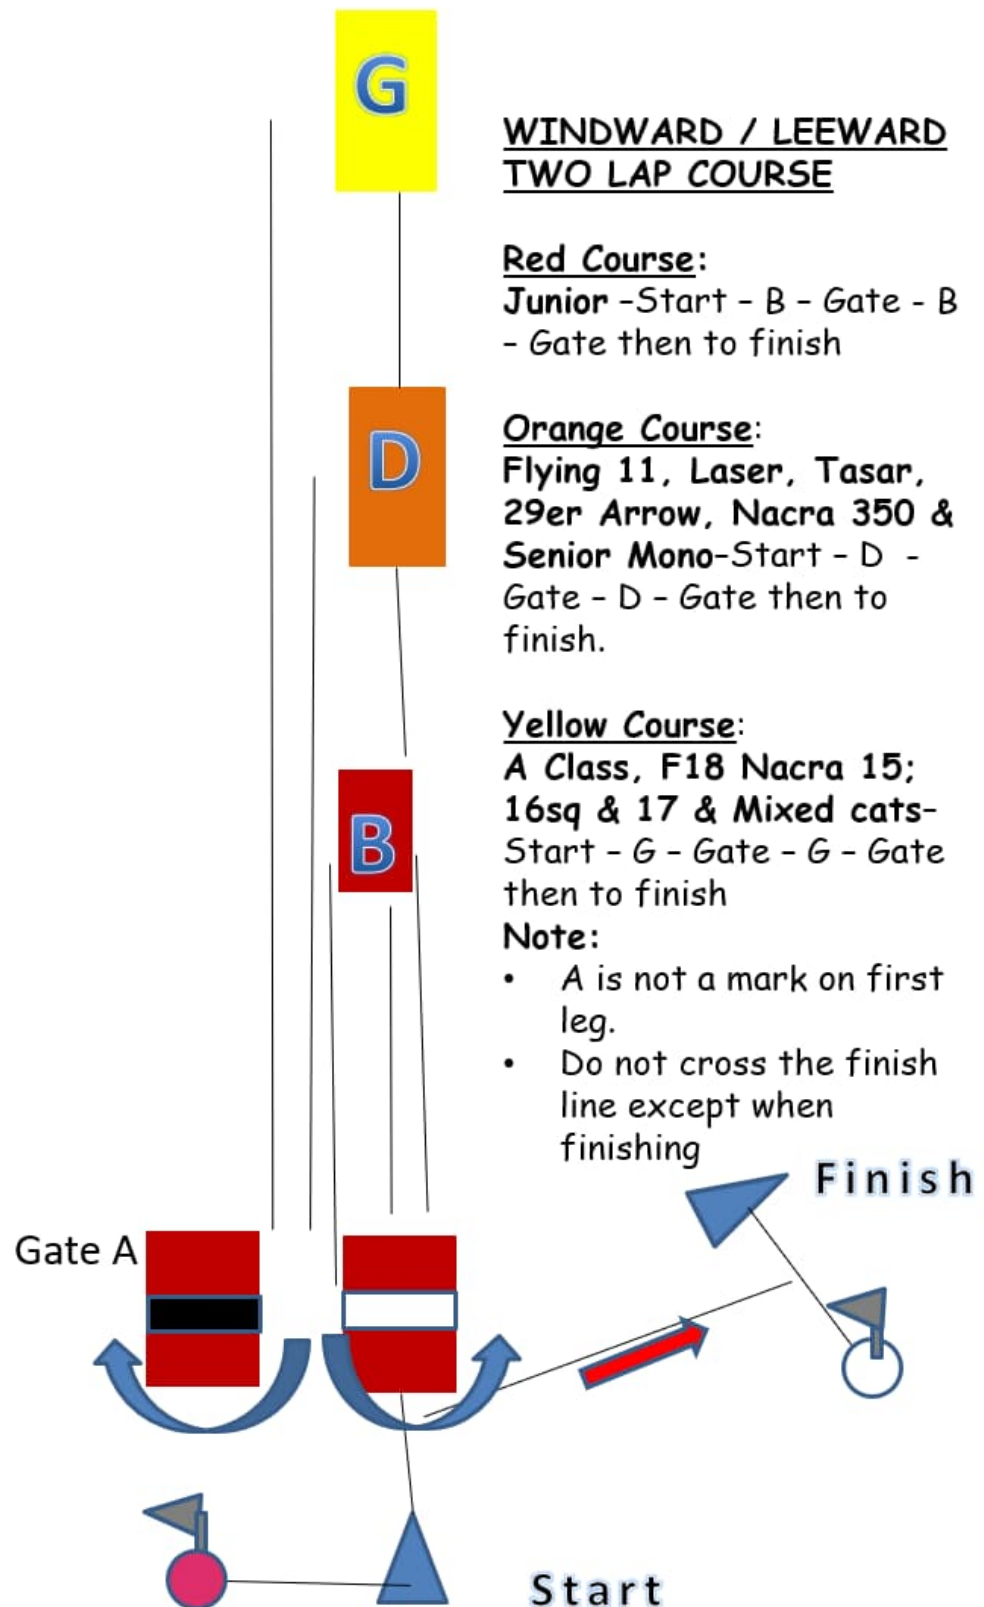 G
WINDWARD / LEEWARD
TWO LAP COURSE
Red Course:
Junior –Start – B – Gate - B
– Gate then to finish
D
Orange Course:
Flying 11, Laser, Tasar,
29er Arrow, Nacra 350 &
Senior Mono–Start – D -
Gate – D – Gate then to
finish.
Yellow Course:
A Class, F18 Nacra 15;
16sq & 17 & Mixed cats–
Start – G – Gate – G – Gate
then to finish
B
Note:
• A is not a mark on first
leg.
• Do not cross the finish
line except when
finishing
Finish
Gate A
Start